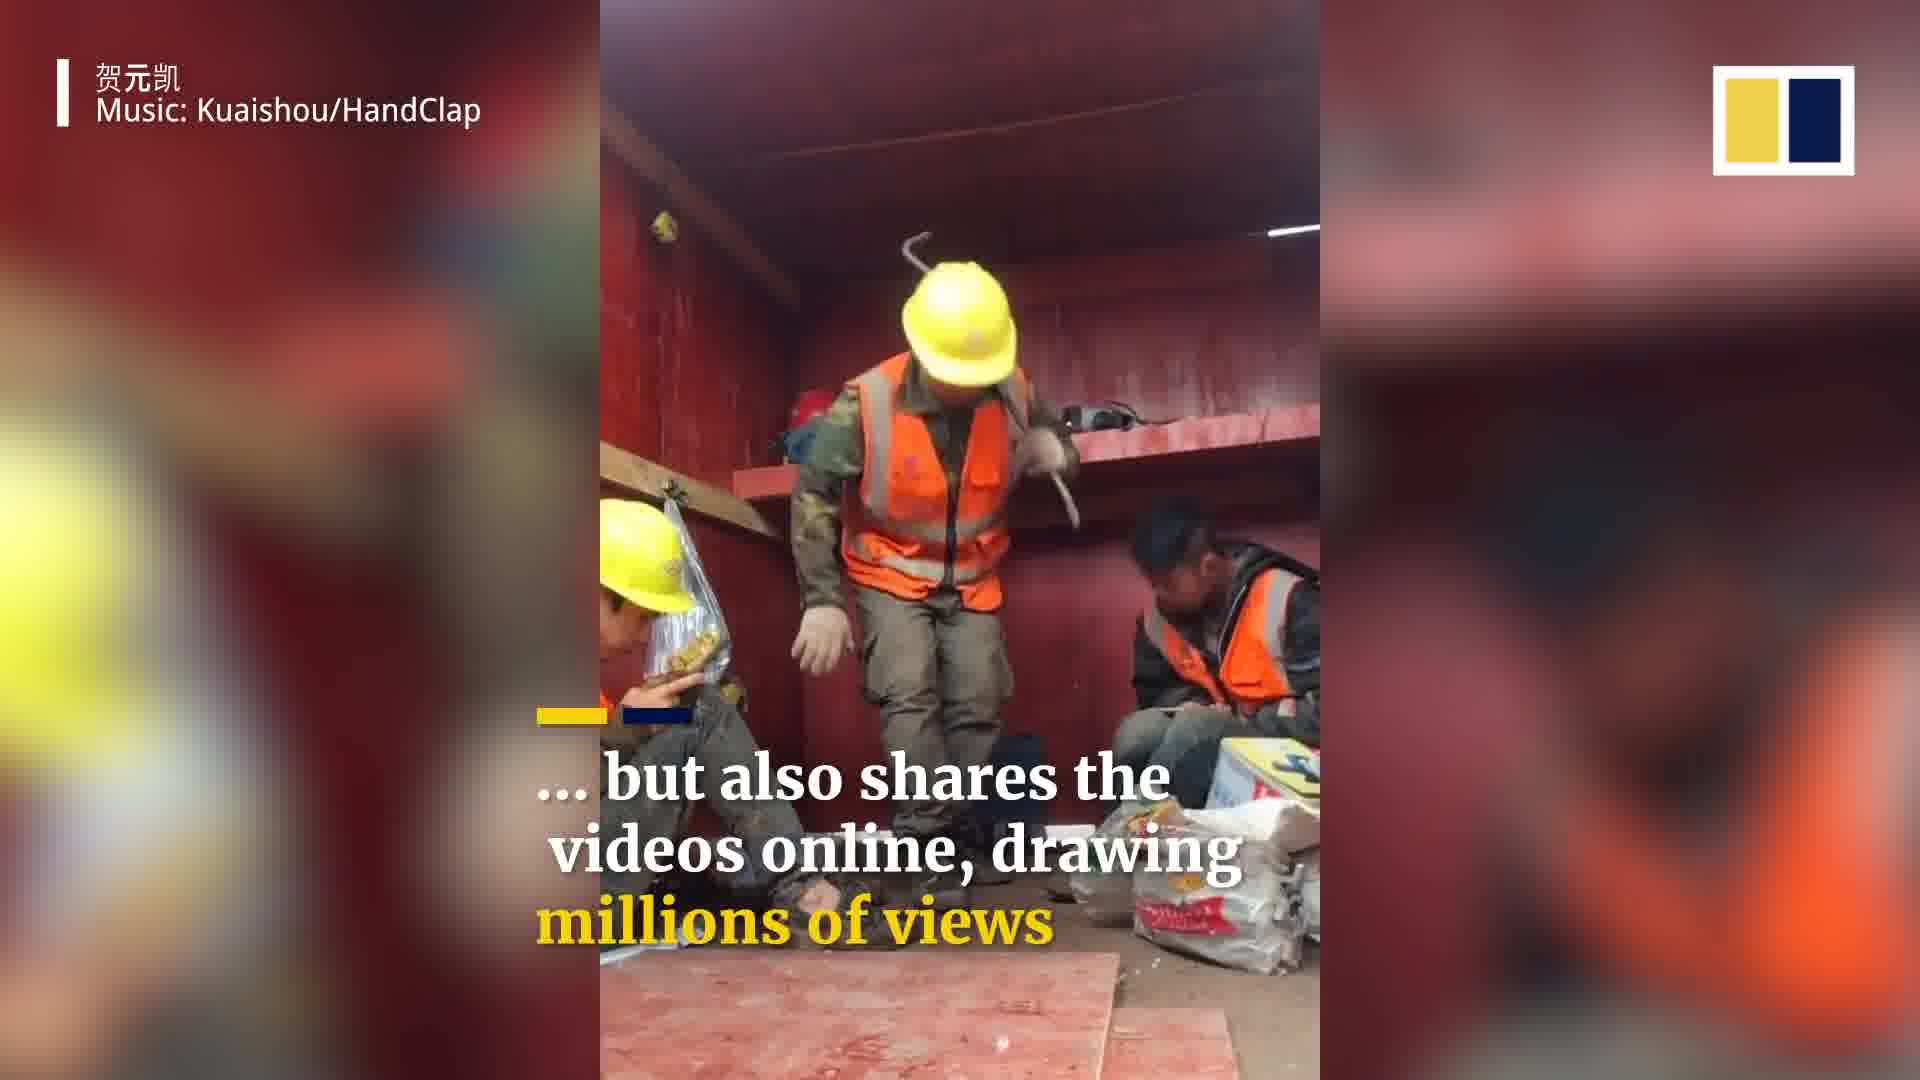 贺元凯
Music: Kuaishou/HandClap
... but also shares the
videos online, drawing
millions of views